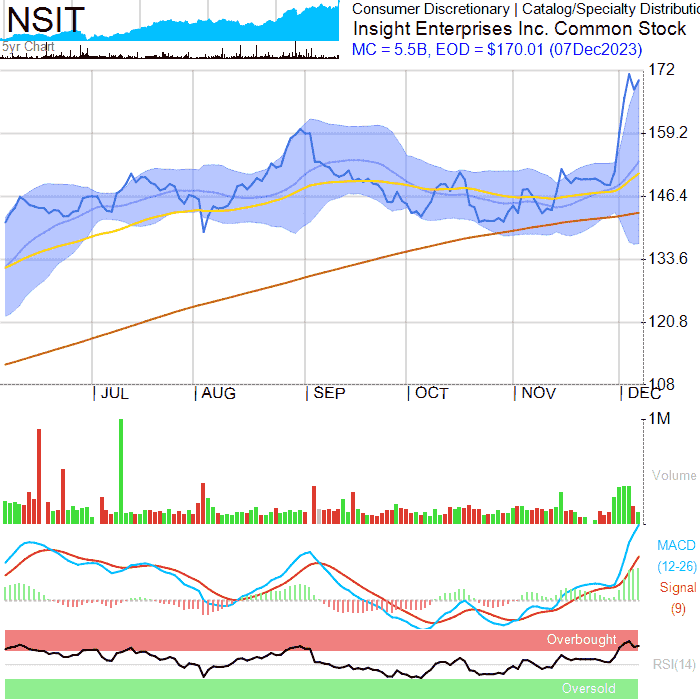 NSIT
5yr Chart
Consumer Discretionary | Catalog/Specialty Distributio
Insight Enterprises Inc. Common Stock
MC = 5.5B, EOD = $170.01 (07Dec2023)
172
159.2
146.4
133.6
120.8
108
JUL
AUG
SEP
OCT
NOV
DEC
1M
Volume
MACD
(12-26)
Signal
(9)
Overbought
RSI(14)
Oversold